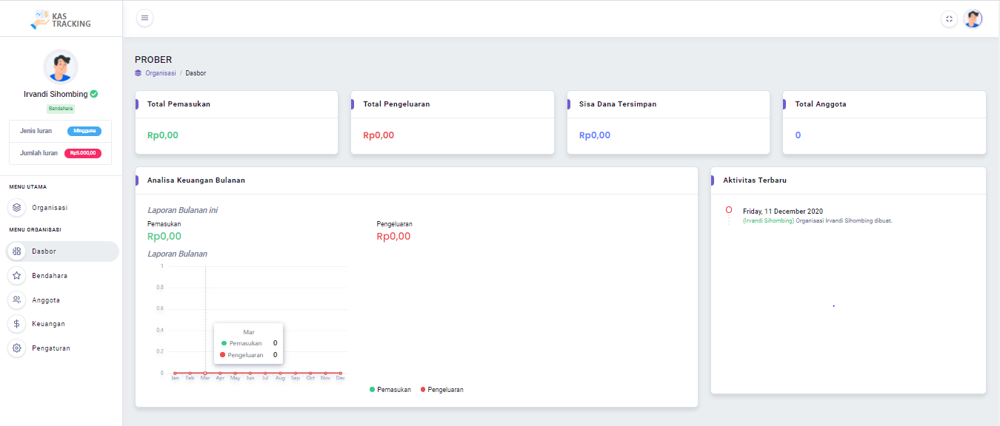 KAS
TRACKING
Irvandi Sihombing
Bendahara
Jenis Iuran Mingguna
Jumlah Iuran Rp5.000,00
MENU UTAMA
Organisasi
MENU ORGANISASI
Dasbor
Bendahara
Anggota
Keuangan
Pengaturan
PROBER
Organisasi / Dasbor
Total Pemasukan
Rp0,00
Total Pengeluaran
Rp0,00
Sisa Dana Tersimpan
Rp0,00
Total Anggota
0
Analisa Keuangan Bulanan
Laporan Bulanan ini
Pemasukan
Rp0,00
Pengeluaran
Rp0,00
Laporan Bulanan
1
0.8
0.6
0.4
0.2
0
Mar
Pemasukan 0
Pengeluaran 0
Jan Feb Mar Apr May Jun Jul Aug Sep Oct Nov Dec
Pemasukan Pengeluaran
Aktivitas Terbaru
Friday, 11 December 2020
(Irvandi Sihombing) Organisasi Irvandi Sihombing dibuat.